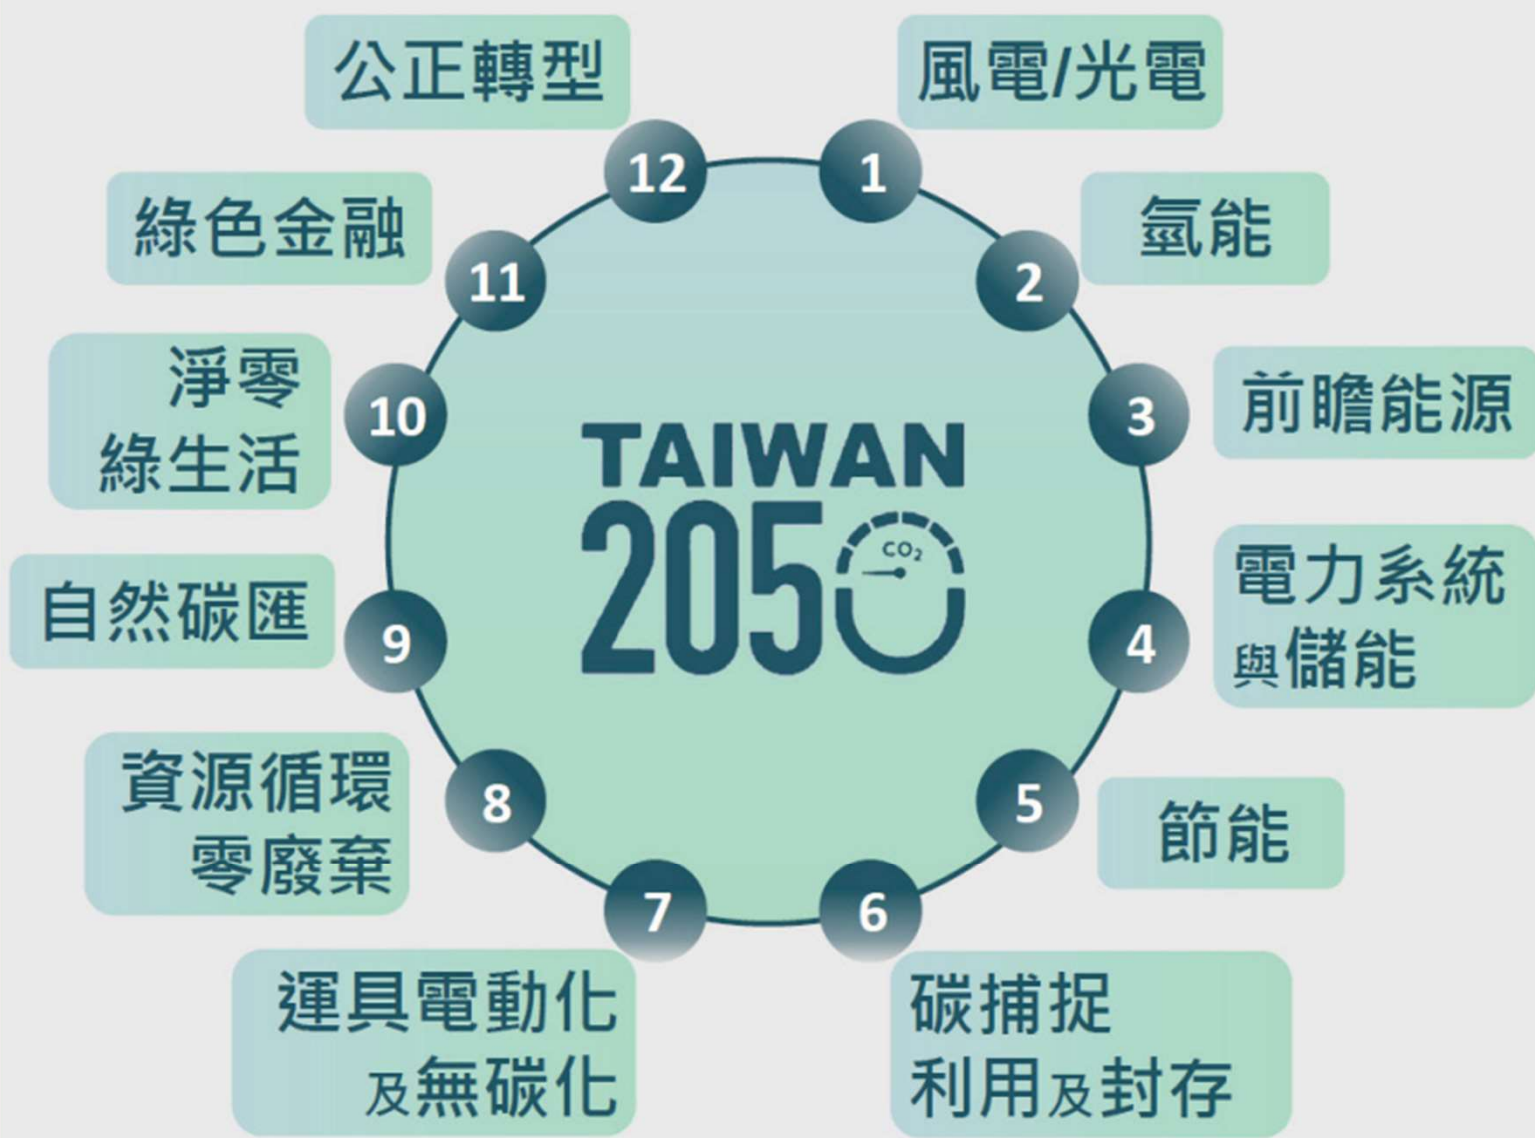 TAIWAN
2050
CO₂
1
風電/光電
2
氫能
3
前瞻能源
4
電力系統
與儲能
5
節能
6
碳捕捉
利用及封存
7
運具電動化
及無碳化
8
資源循環
零廢棄
9
自然碳匯
10
淨零
綠生活
11
綠色金融
12
公正轉型